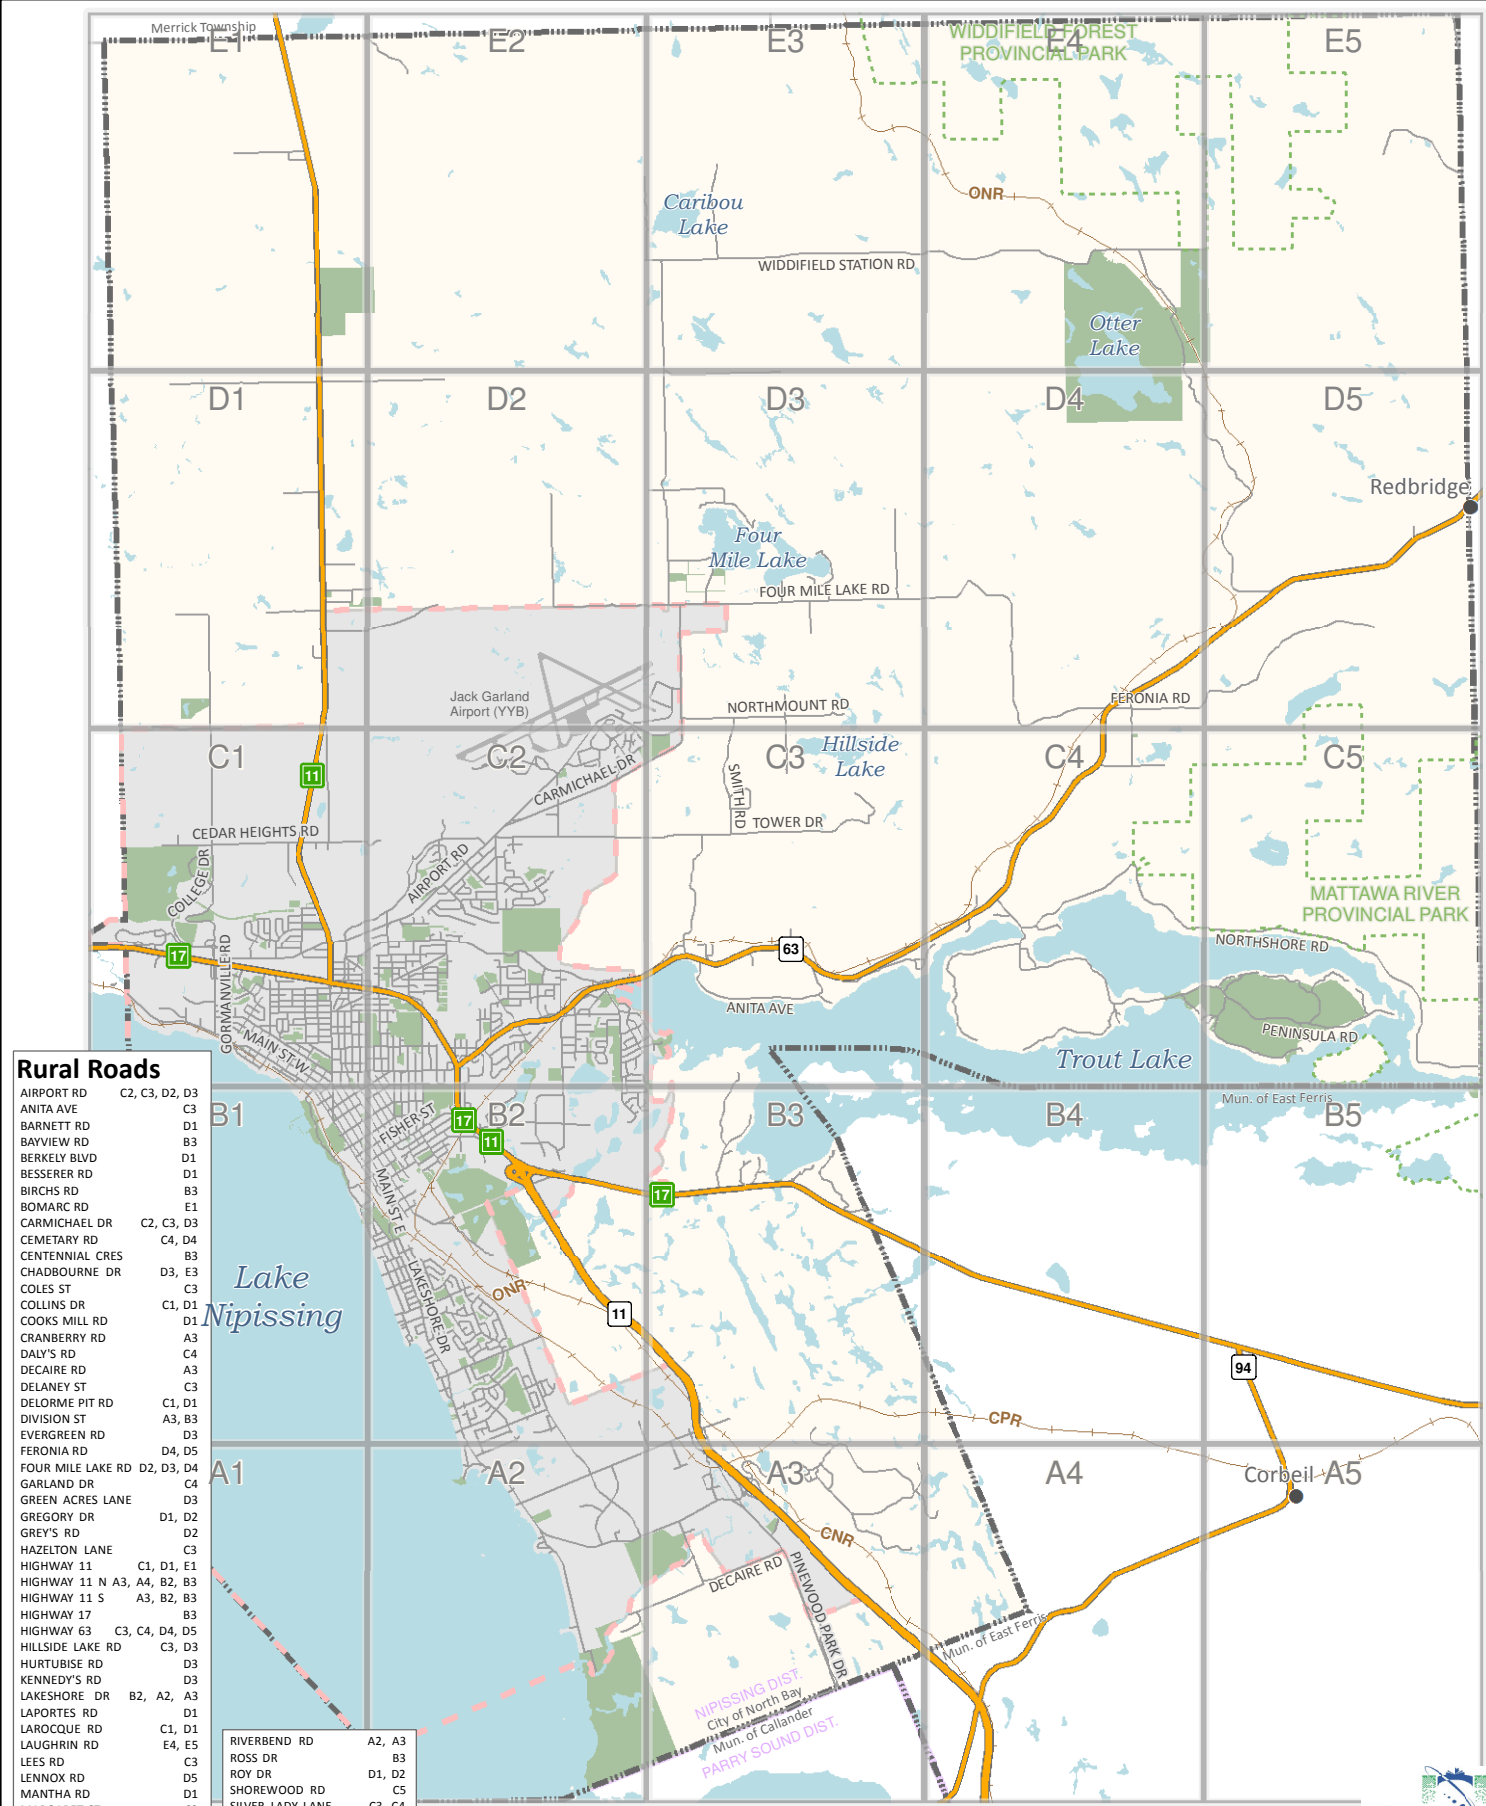 Merrick Township
E1
E2
E3
E4
E5
WIDDIFIELD FOREST
PROVINCIAL PARK
Caribou
Lake
ONR
WIDDIFIELD STATION RD
Otter
Lake
D1
D2
D3
D4
D5
Redbridge
Four
Mile Lake
FOUR MILE LAKE RD
Jack Garland
Airport (YYB)
NORTHMOUNT RD
FERONIA RD
C1
C2
C3
C4
C5
Hillside
Lake
11
CARMICHAEL DR
SMITH RD
TOWER DR
CEDAR HEIGHTS RD
AIRPORT RD
COLLEGE DR
MATTAWA RIVER
PROVINCIAL PARK
NORTHSHORE RD
17
63
GORMANVILLE RD
ANITA AVE
MAIN ST W
PENINSULA RD
Trout Lake
B1
B2
B3
B4
B5
Mun. of East Ferris
FISHER ST
17
11
17
MAIN ST E
Lake
Nipissing
LAKESHORE DR
ONR
11
94
CPR
A1
A2
A3
A4
A5
Corbeil
CNR
DECAIRE RD
PINEWOOD PARK DR
Mun. of East Ferris
NIPISSING DIST.
City of North Bay
Mun. of Callander
PARRY SOUND DIST.
Rural Roads
AIRPORT RD C2, C3, D2, D3
ANITA AVE C3
BARNETT RD D1
BAYVIEW RD B3
BERKELY BLVD D1
BESSERER RD D1
BIRCHS RD B3
BOMARC RD E1
CARMICHAEL DR C2, C3, D3
CEMETARY RD C4, D4
CENTENNIAL CRES B3
CHADBOURNE DR D3, E3
COLES ST C3
COLLINS DR C1, D1
COOKS MILL RD D1
CRANBERRY RD A3
DALY'S RD C4
DECAIRE RD A3
DELANEY ST C3
DELORME PIT RD C1, D1
DIVISION ST A3, B3
EVERGREEN RD D3
FERONIA RD D4, D5
FOUR MILE LAKE RD D2, D3, D4
GARLAND DR C4
GREEN ACRES LANE D3
GREGORY DR D1, D2
GREY'S RD D2
HAZELTON LANE C3
HIGHWAY 11 C1, D1, E1
HIGHWAY 11 N A3, A4, B2, B3
HIGHWAY 11 S A3, B2, B3
HIGHWAY 17 B3
HIGHWAY 63 C3, C4, D4, D5
HILLSIDE LAKE RD C3, D3
HURTUBISE RD D3
KENNEDY'S RD D3
LAKESHORE DR B2, A2, A3
LAPORTES RD D1
LAROCQUE RD C1, D1
LAUGHRIN RD E4, E5
LEES RD C3
LENNOX RD D5
MANTHA RD D1
RIVERBEND RD A2, A3
ROSS DR B3
ROY DR D1, D2
SHOREWOOD RD C5
SILVER LADY LANE C3, C4